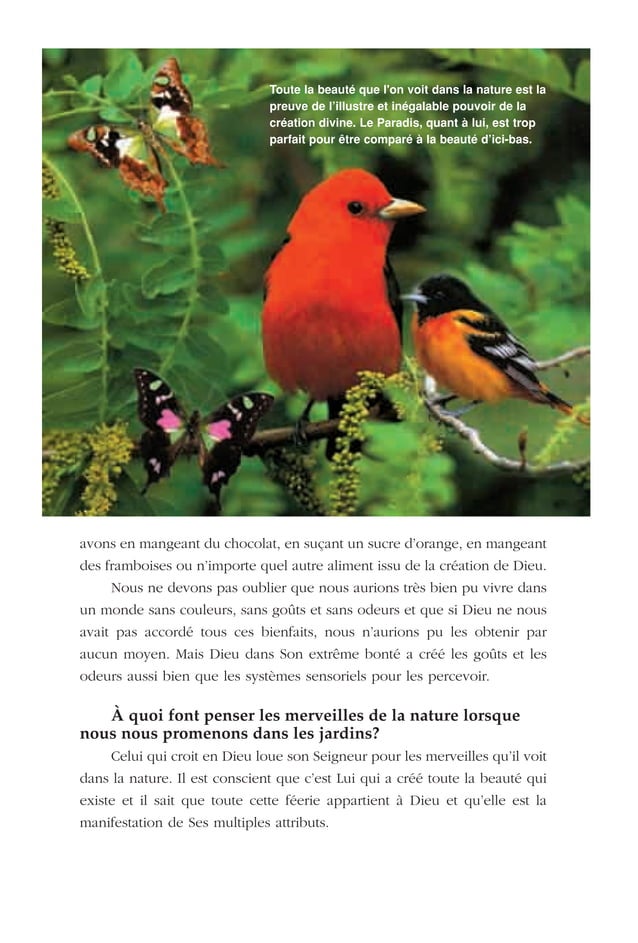 Toute la beauté que l'on voit dans la nature est la
preuve de l'illustre et inégalable pouvoir de la
création divine. Le Paradis, quant à lui, est trop
parfait pour être comparé à la beauté d'ici-bas.
avons en mangeant du chocolat, en suçant un sucre d'orange, en mangeant
des framboises ou n'importe quel autre aliment issu de la création de Dieu.
Nous ne devons pas oublier que nous aurions très bien pu vivre dans
un monde sans couleurs, sans goûts et sans odeurs et que si Dieu ne nous
avait pas accordé tous ces bienfaits, nous n'aurions pu les obtenir par
aucun moyen. Mais Dieu dans Son extrême bonté a créé les goûts et les
odeurs aussi bien que les systèmes sensoriels pour les percevoir.
À quoi font penser les merveilles de la nature lorsque
nous nous promenons dans les jardins?
Celui qui croit en Dieu loue son Seigneur pour les merveilles qu'il voit
dans la nature. Il est conscient que c'est Lui qui a créé toute la beauté qui
existe et il sait que toute cette féerie appartient à Dieu et qu'elle est la
manifestation de Ses multiples attributs.